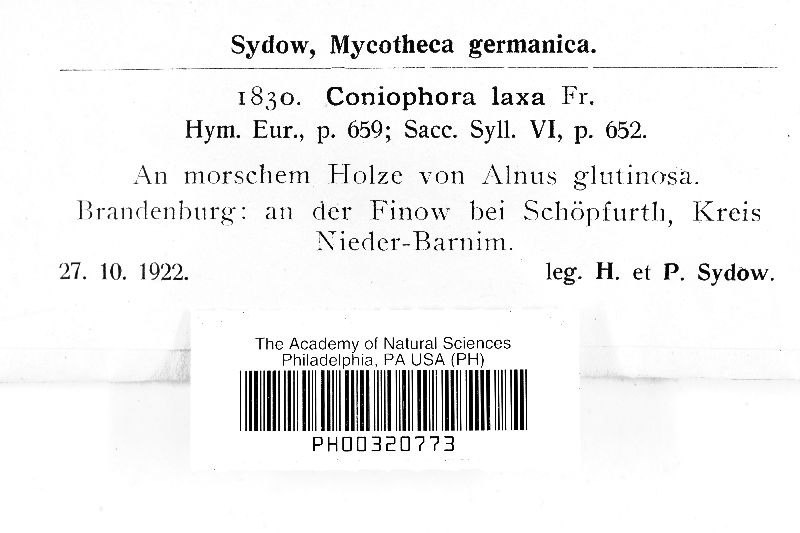 Sydow, Mycotheca germanica.
1830. Coniophora laxa Fr.
Hym. Eur., p. 659; Sacc. Syll. VI, p. 652.
An morschem Holze von Alnus glutinosa.
Brandenburg: an der Finow bei Schöpfurth, Kreis
Nieder-Barnim.
27. 10. 1922. leg. H. et P. Sydow.
The Academy of Natural Sciences
Philadelphia, PA USA (PH)
PH00320773